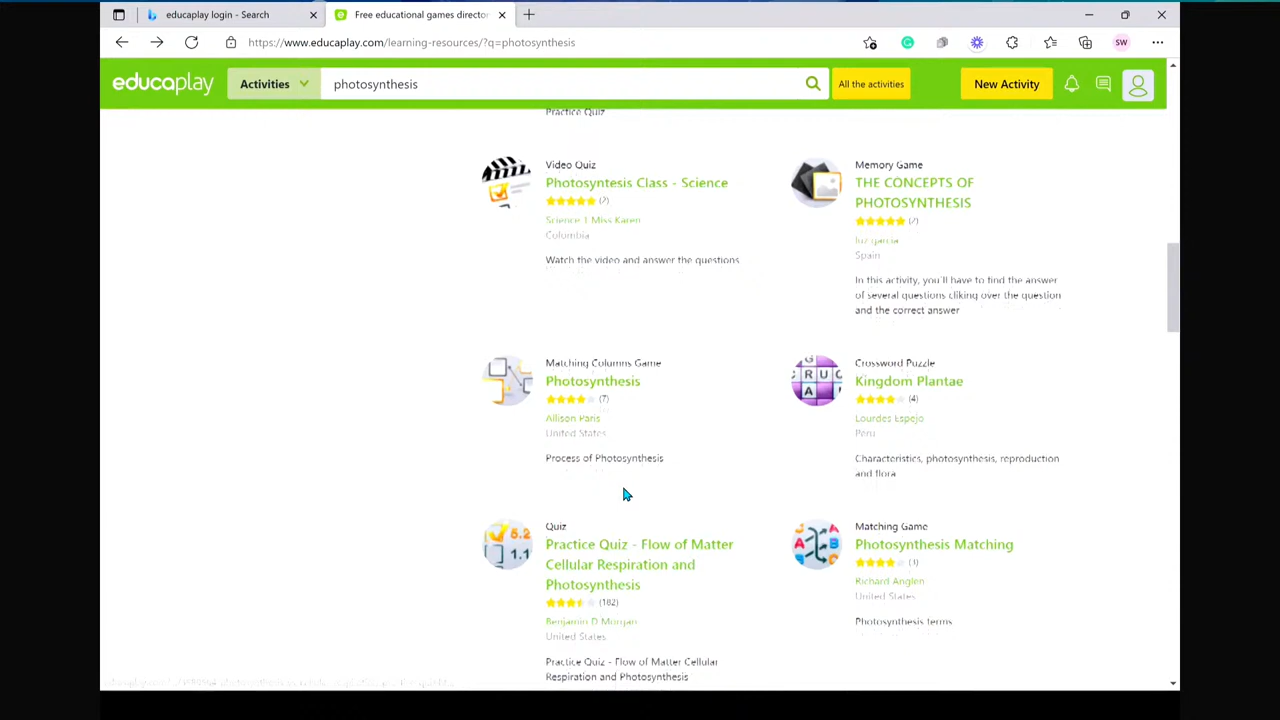 educaplay login - Search
Free educational games director
https://www.educaplay.com/learning-resources/?q=photosynthesis
SW
educaplay
Activities
photosynthesis
All the activities
New Activity
Practice Quiz
Video Quiz
Photosyntesis Class - Science
(2)
Science 1 Miss Karen
Colombia
Watch the video and answer the questions
Memory Game
THE CONCEPTS OF
PHOTOSYNTHESIS
(2)
luz garcia
Spain
In this activity, you'll have to find the answer
of several questions cliking over the question
and the correct answer
Matching Columns Game
Photosynthesis
(7)
Allison Paris
United States
Process of Photosynthesis
Crossword Puzzle
Kingdom Plantae
(4)
Lourdes Espejo
Peru
Characteristics, photosynthesis, reproduction
and flora
Quiz
Practice Quiz - Flow of Matter
Cellular Respiration and
Photosynthesis
(182)
Benjamin D Morgan
United States
Practice Quiz - Flow of Matter Cellular
Respiration and Photosynthesis
Matching Game
Photosynthesis Matching
(3)
Richard Anglen
United States
Photosynthesis terms